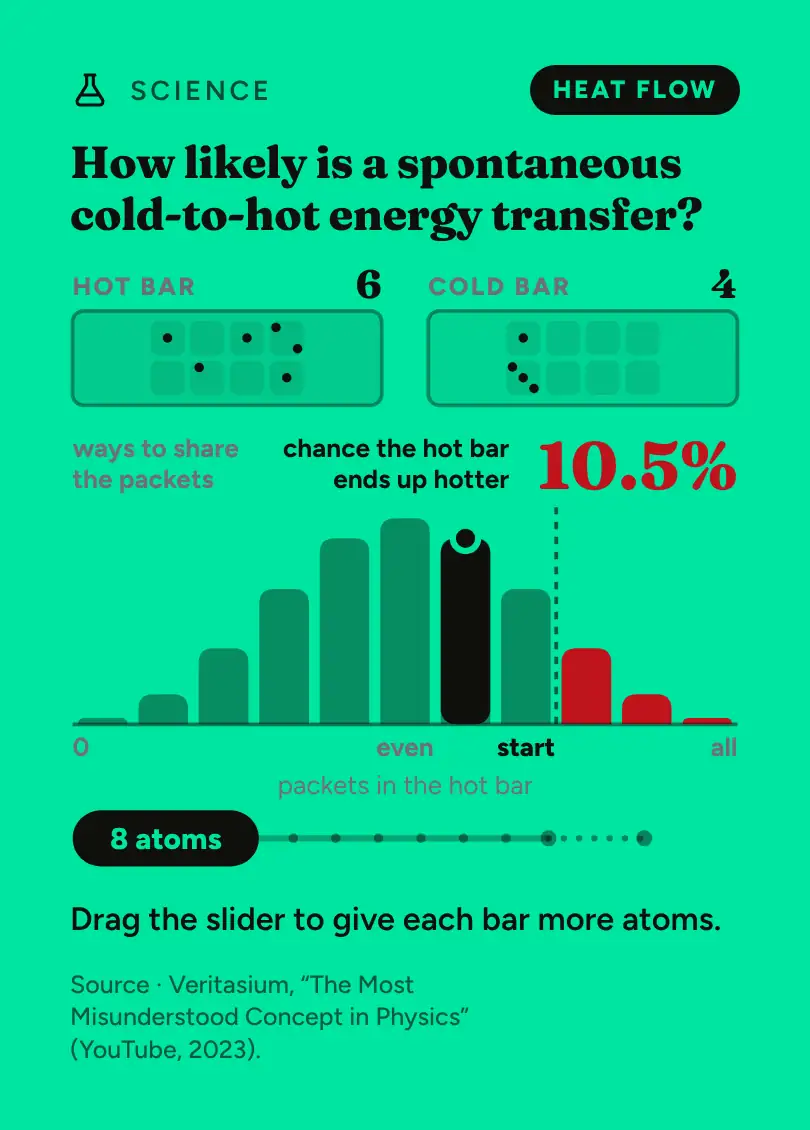 SCIENCE
HEAT FLOW
How likely is a spontaneous
cold-to-hot energy transfer?
HOT BAR
6
COLD BAR
4
ways to share
the packets
chance the hot bar
ends up hotter
10.5%
0
even
start
all
packets in the hot bar
8 atoms
Drag the slider to give each bar more atoms.
Source · Veritasium, “The Most
Misunderstood Concept in Physics”
(YouTube, 2023).